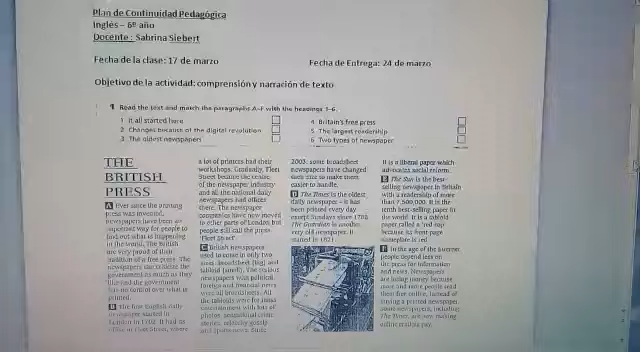 Plan de Continuidad Pedagógica
Inglés – 6º año
Docente : Sabrina Siebert
Fecha de la clase: 17 de marzo
Fecha de Entrega: 24 de marzo
Objetivo de la actividad: comprensión y narración de texto
1 Read the text and match the paragraphs A-F with the headings 1-6.
1 It all started here
2 Changes because of the digital revolution
3 The oldest newspapers
4 Britain's free press
5 The largest readership
6 Two types of newspaper
THE
BRITISH
PRESS
A Ever since the printing
press was invented,
newspapers have been an
important way for people to
find out what is happening
in the world. The British
are very proud of their
tradition of a free press. The
newspapers can criticise the
government as much as they
like and the government
has no control over what is
printed.
B The first English daily
newspaper started in
London in 1702. It had its
office in Fleet Street, where
a lot of printers had their
workshops. Gradually, Fleet
Street became the centre
of the newspaper industry
and all the national daily
newspapers had offices
there. The newspaper
companies have now moved
to other parts of London but
people still call the press
'Fleet Street'.
C British newspapers
used to come in only two
sizes: broadsheet (big) and
tabloid (small). The serious
newspapers with political,
foreign and financial news
were all broadsheets. All
the tabloids were for mass
entertainment with lots of
photos, sensational crime
stories, celebrity gossip
and sports news. Since
2003, some broadsheet
newspapers have changed
their size to make them
easier to handle.
D The Times is the oldest
daily newspaper – it has
been printed every day
except Sundays since 1785.
The Guardian is another
very old newspaper. It
started in 1821.
It is a liberal paper which
advocates social reform.
E The Sun is the best-
selling newspaper in Britain
with a readership of more
than 7,500,000. It is the
tenth best-selling paper in
the world. It is a tabloid
paper called a 'red-top'
because its front page
nameplate is red.
F In the age of the Internet
people depend less on
the press for information
and news. Newspapers
are losing money because
more and more people read
them free online, instead of
buying a printed newspaper.
Some newspapers, including
The Times, are now making
online readers pay.